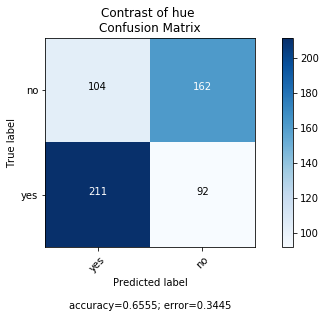 Contrast of hue
Confusion Matrix
no
104
162
yes
211
92
True label
yes
no
Predicted label
accuracy=0.6555; error=0.3445
200
180
160
140
120
100